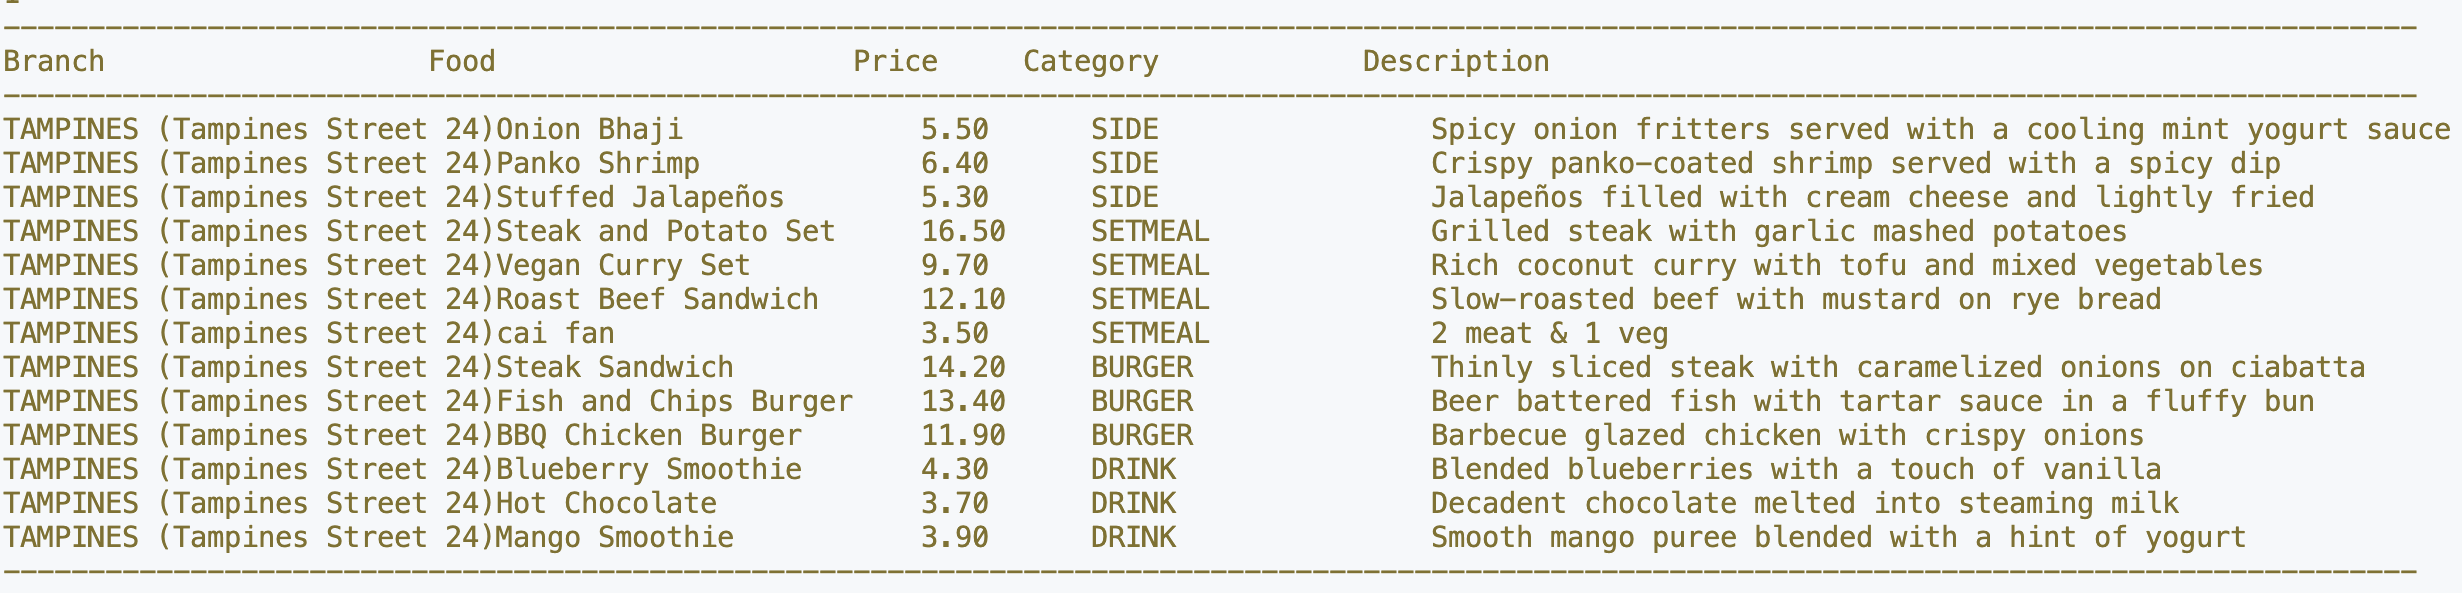 Branch Food Price Category Description
TAMPINES (Tampines Street 24)Onion Bhaji 5.50 SIDE Spicy onion fritters served with a cooling mint yogurt sauce
TAMPINES (Tampines Street 24)Panko Shrimp 6.40 SIDE Crispy panko-coated shrimp served with a spicy dip
TAMPINES (Tampines Street 24)Stuffed Jalapeños 5.30 SIDE Jalapeños filled with cream cheese and lightly fried
TAMPINES (Tampines Street 24)Steak and Potato Set 16.50 SETMEAL Grilled steak with garlic mashed potatoes
TAMPINES (Tampines Street 24)Vegan Curry Set 9.70 SETMEAL Rich coconut curry with tofu and mixed vegetables
TAMPINES (Tampines Street 24)Roast Beef Sandwich 12.10 SETMEAL Slow-roasted beef with mustard on rye bread
TAMPINES (Tampines Street 24)cai fan 3.50 SETMEAL 2 meat & 1 veg
TAMPINES (Tampines Street 24)Steak Sandwich 14.20 BURGER Thinly sliced steak with caramelized onions on ciabatta
TAMPINES (Tampines Street 24)Fish and Chips Burger 13.40 BURGER Beer battered fish with tartar sauce in a fluffy bun
TAMPINES (Tampines Street 24)BBQ Chicken Burger 11.90 BURGER Barbecue glazed chicken with crispy onions
TAMPINES (Tampines Street 24)Blueberry Smoothie 4.30 DRINK Blended blueberries with a touch of vanilla
TAMPINES (Tampines Street 24)Hot Chocolate 3.70 DRINK Decadent chocolate melted into steaming milk
TAMPINES (Tampines Street 24)Mango Smoothie 3.90 DRINK Smooth mango puree blended with a hint of yogurt